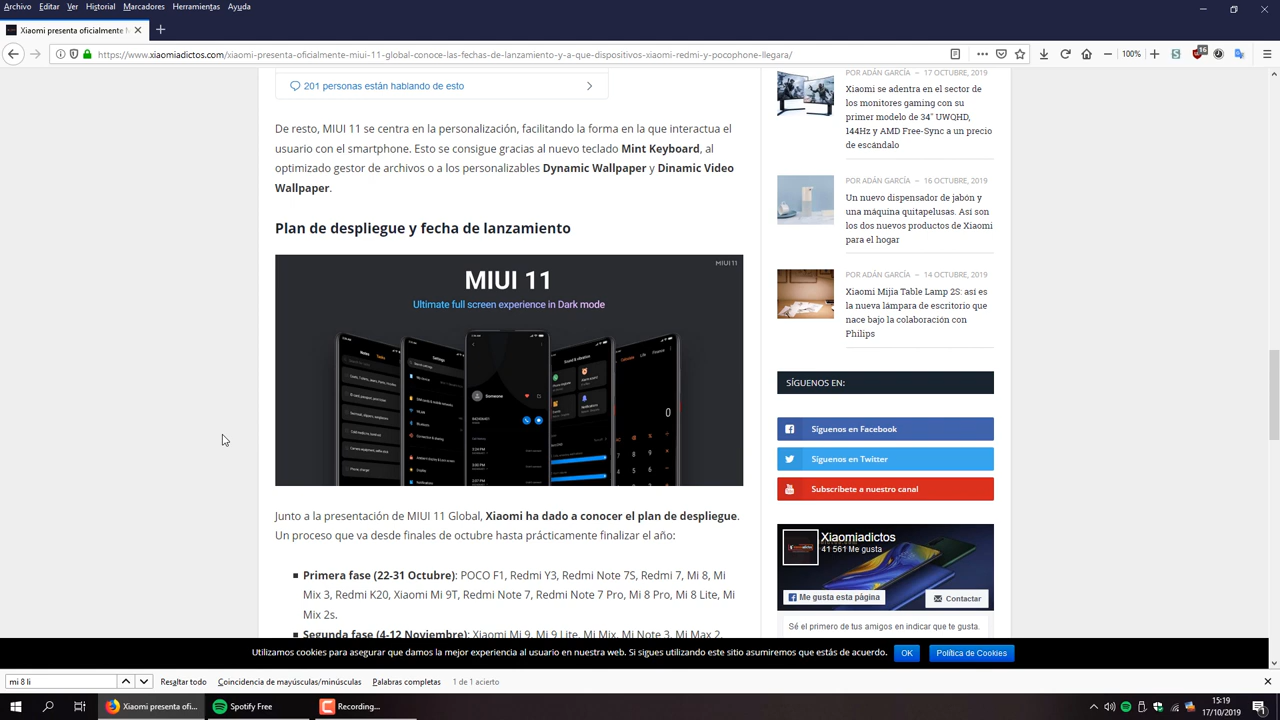 Archivo Editar Ver Historial Marcadores Herramientas Ayuda
Xiaomi presenta oficialmente M
https://www.xiaomiadictos.com/xiaomi-presenta-oficialmente-miui-11-global-conoce-las-fechas-de-lanzamiento-y-a-que-dispositivos-xiaomi-redmi-y-pocophone-llegara/
100%
16
201 personas están hablando de esto
De resto, MIUI 11 se centra en la personalización, facilitando la forma en la que interactua el
usuario con el smartphone. Esto se consigue gracias al nuevo teclado Mint Keyboard, al
optimizado gestor de archivos o a los personalizables Dynamic Wallpaper y Dinamic Video
Wallpaper.
Plan de despliegue y fecha de lanzamiento
MIUI 11
MIUI 11
Ultimate full screen experience in Dark mode
Notes Tasks
Settings
Someone
Sound & vibration
Life Finance
0
Junto a la presentación de MIUI 11 Global, Xiaomi ha dado a conocer el plan de despliegue.
Un proceso que va desde finales de octubre hasta prácticamente finalizar el año:
Primera fase (22-31 Octubre): POCO F1, Redmi Y3, Redmi Note 7S, Redmi 7, Mi 8, Mi
Mix 3, Redmi K20, Xiaomi Mi 9T, Redmi Note 7, Redmi Note 7 Pro, Mi 8 Pro, Mi 8 Lite, Mi
Mix 2s.
Segunda fase (4-12 Noviembre): Xiaomi Mi 9, Mi 9 Lite, Mi Mix, Mi Note 3, Mi Max 2,
POR ADÁN GARCÍA – 17 OCTUBRE, 2019
Xiaomi se adentra en el sector de
los monitores gaming con su
primer modelo de 34" UWQHD,
144Hz y AMD Free-Sync a un precio
de escándalo
POR ADÁN GARCÍA – 16 OCTUBRE, 2019
Un nuevo dispensador de jabón y
una máquina quitapelusas. Así son
los dos nuevos productos de Xiaomi
para el hogar
POR ADÁN GARCÍA – 14 OCTUBRE, 2019
Xiaomi Mijia Table Lamp 2S: así es
la nueva lámpara de escritorio que
nace bajo la colaboración con
Philips
SÍGUENOS EN:
Síguenos en Facebook
Síguenos en Twitter
Subscríbete a nuestro canal
Xiaomiadictos
41 561 Me gusta
Me gusta esta página
Contactar
Sé el primero de tus amigos en indicar que te gusta.
Utilizamos cookies para asegurar que damos la mejor experiencia al usuario en nuestra web. Si sigues utilizando este sitio asumiremos que estás de acuerdo. OK Política de Cookies
mi 8 li
Resaltar todo Coincidencia de mayúsculas/minúsculas Palabras completas 1 de 1 acierto
Xiaomi presenta ofi...
Spotify Free
Recording...
15:19
17/10/2019
1